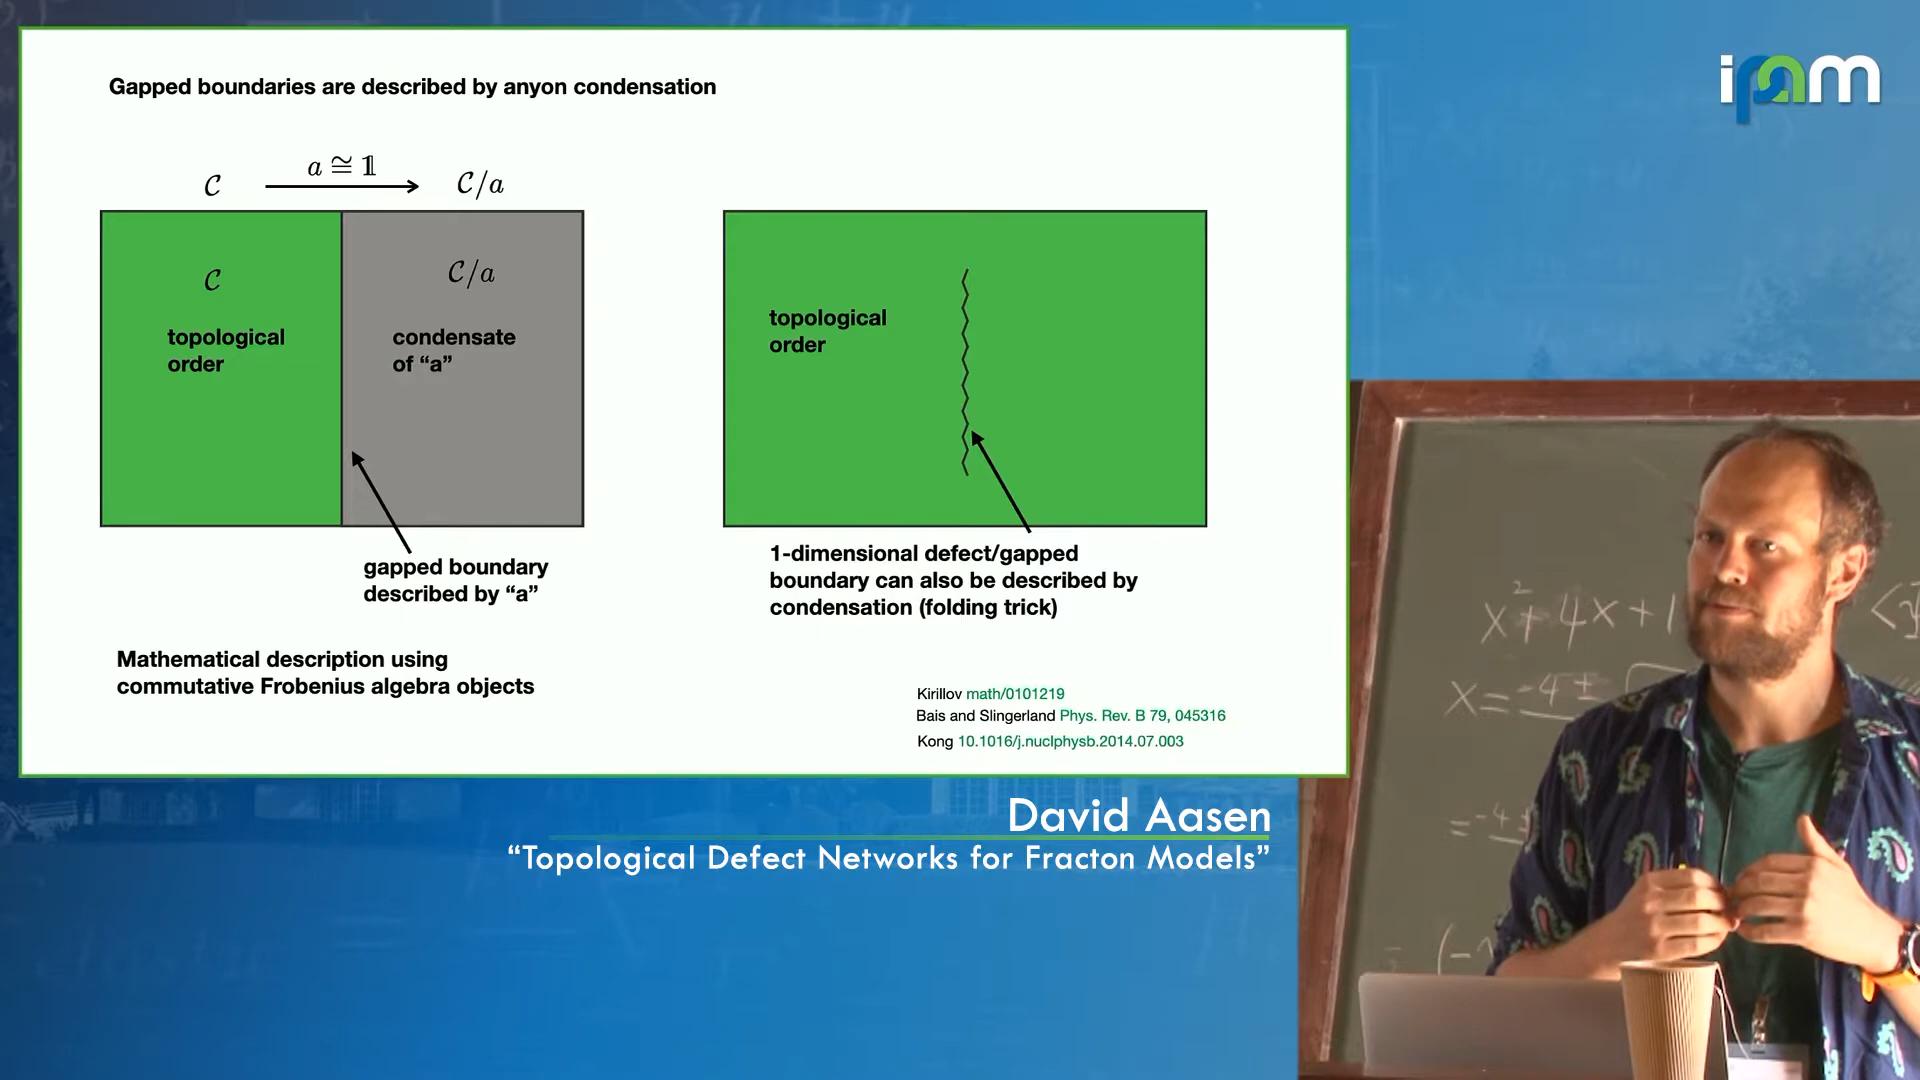 Gapped boundaries are described by anyon condensation
a ≅ 𝟙
𝒞
𝒞/a
𝒞
𝒞/a
topological
order
condensate
of “a”
gapped boundary
described by “a”
Mathematical description using
commutative Frobenius algebra objects
topological
order
1-dimensional defect/gapped
boundary can also be described by
condensation (folding trick)
Kirillov math/0101219
Bais and Slingerland Phys. Rev. B 79, 045316
Kong 10.1016/j.nuclphysb.2014.07.003
ipam
David Aasen
“Topological Defect Networks for Fracton Models”
x² + 4x + 1
x = -4 ±